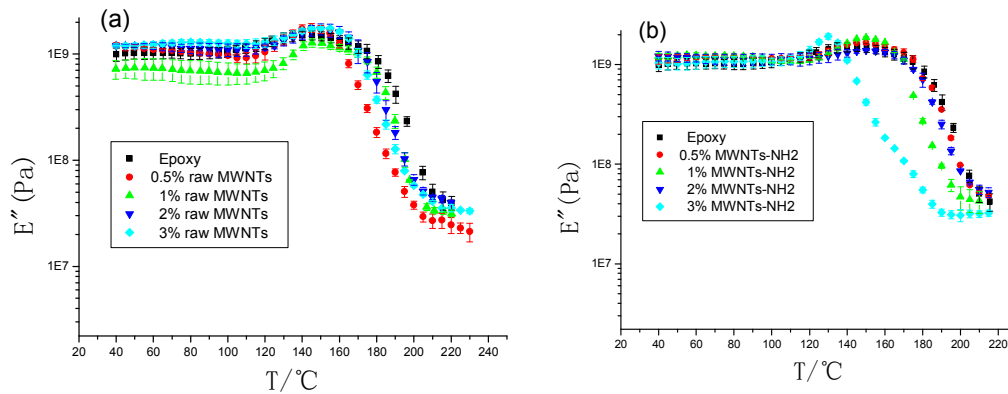 (a)
1E9
1E8
1E7
E″ (Pa)
Epoxy
0.5% raw MWNTs
1% raw MWNTs
2% raw MWNTs
3% raw MWNTs
20 40 60 80 100 120 140 160 180 200 220 240
T/℃
(b)
1E9
1E8
1E7
E″ (Pa)
Epoxy
0.5% MWNTs-NH2
1% MWNTs-NH2
2% MWNTs-NH2
3% MWNTs-NH2
20 40 60 80 100 120 140 160 180 200 220
T/℃